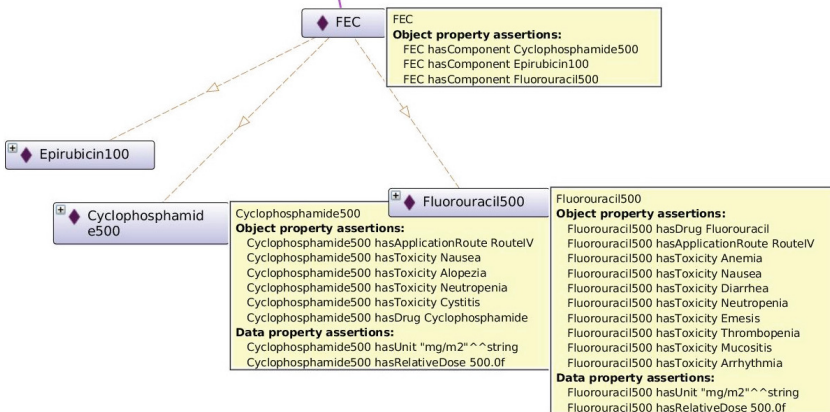 FEC
FEC
Object property assertions:
FEC hasComponent Cyclophosphamide500
FEC hasComponent Epirubicin100
FEC hasComponent Fluorouracil500
Epirubicin100
Cyclophosphamid
e500
Cyclophosphamide500
Object property assertions:
Cyclophosphamide500 hasApplicationRoute RouteIV
Cyclophosphamide500 hasToxicity Nausea
Cyclophosphamide500 hasToxicity Alopezia
Cyclophosphamide500 hasToxicity Neutropenia
Cyclophosphamide500 hasToxicity Cystitis
Cyclophosphamide500 hasDrug Cyclophosphamide
Data property assertions:
Cyclophosphamide500 hasUnit "mg/m2"^^string
Cyclophosphamide500 hasRelativeDose 500.0f
Fluorouracil500
Fluorouracil500
Object property assertions:
Fluorouracil500 hasDrug Fluorouracil
Fluorouracil500 hasApplicationRoute RouteIV
Fluorouracil500 hasToxicity Anemia
Fluorouracil500 hasToxicity Nausea
Fluorouracil500 hasToxicity Diarrhea
Fluorouracil500 hasToxicity Neutropenia
Fluorouracil500 hasToxicity Emesis
Fluorouracil500 hasToxicity Thrombopenia
Fluorouracil500 hasToxicity Mucositis
Fluorouracil500 hasToxicity Arrhythmia
Data property assertions:
Fluorouracil500 hasUnit "mg/m2"^^string
Fluorouracil500 hasRelativeDose 500.0f